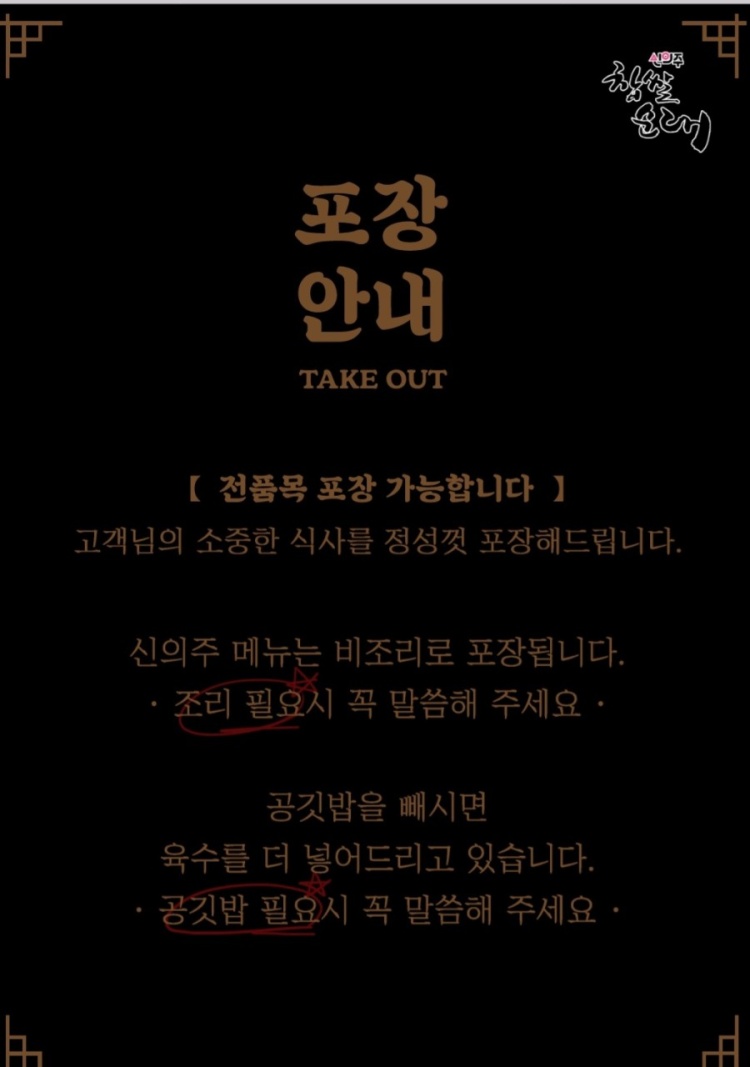 신의주
찹쌀
순대
포장
안내
TAKE OUT
【 전품목 포장 가능합니다 】
고객님의 소중한 식사를 정성껏 포장해드립니다.
신의주 메뉴는 비조리로 포장됩니다.
· 조리 필요시 꼭 말씀해 주세요 ·
공깃밥을 빼시면
육수를 더 넣어드리고 있습니다.
· 공깃밥 필요시 꼭 말씀해 주세요 ·